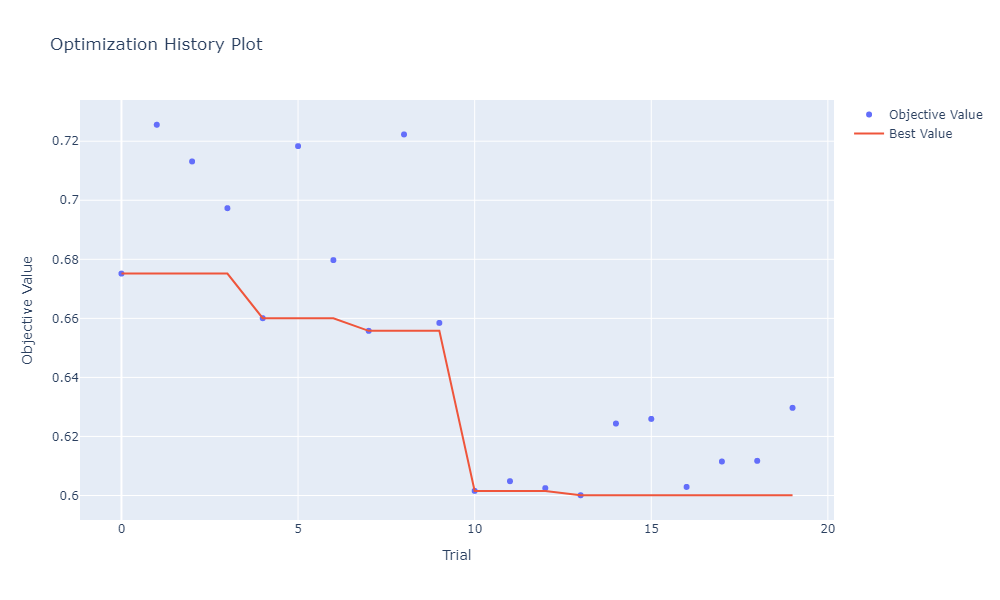 Optimization History Plot
Objective Value
Best Value
0.72
0.7
0.68
0.66
0.64
0.62
0.6
Objective Value
0
5
10
15
20
Trial